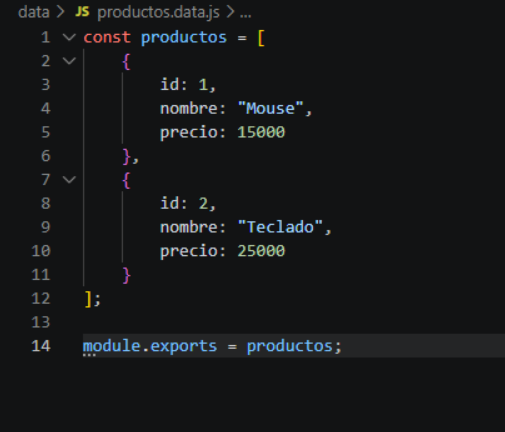 data > JS productos.data.js > ...
1 const productos = [
2 {
3 id: 1,
4 nombre: "Mouse",
5 precio: 15000
6 },
7 {
8 id: 2,
9 nombre: "Teclado",
10 precio: 25000
11 }
12 ];
13
14 module.exports = productos;